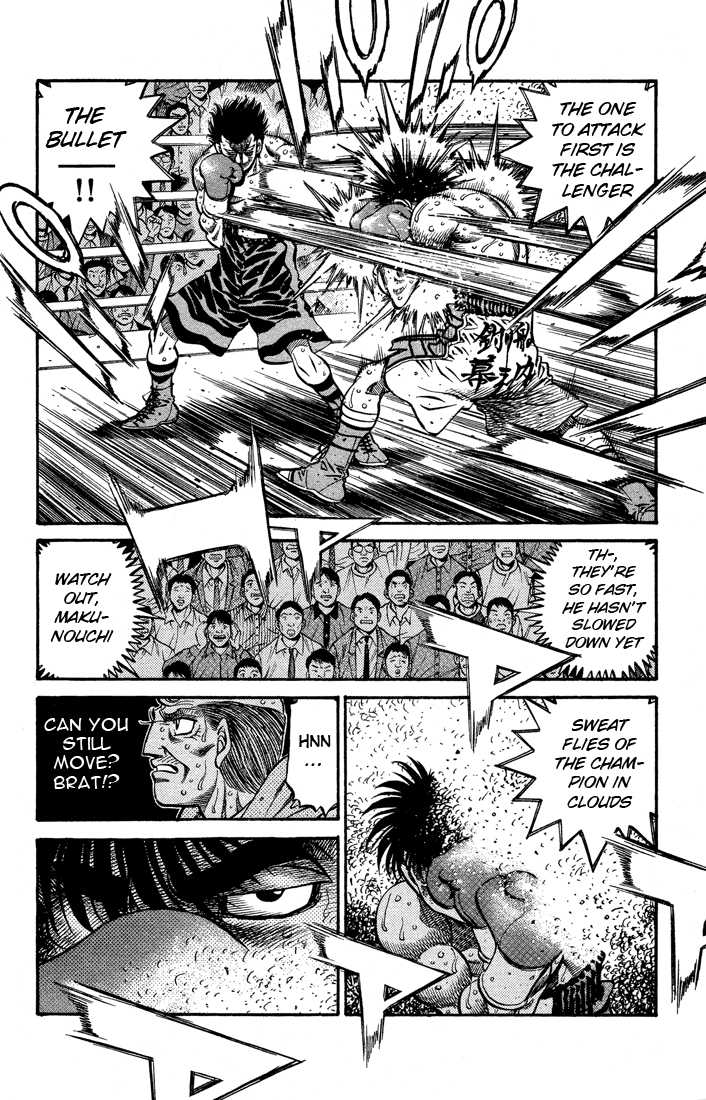 THE ONE
TO ATTACK
FIRST IS
THE CHAL-
LENGER
THE
BULLET
!!
TH-,
THEY'RE
SO FAST,
HE HASN'T
SLOWED
DOWN YET
WATCH
OUT,
MAKU-
NOUCHI
SWEAT
FLIES OF
THE CHAM-
PION IN
CLOUDS
HNN
...
CAN YOU
STILL
MOVE?
BRAT!?